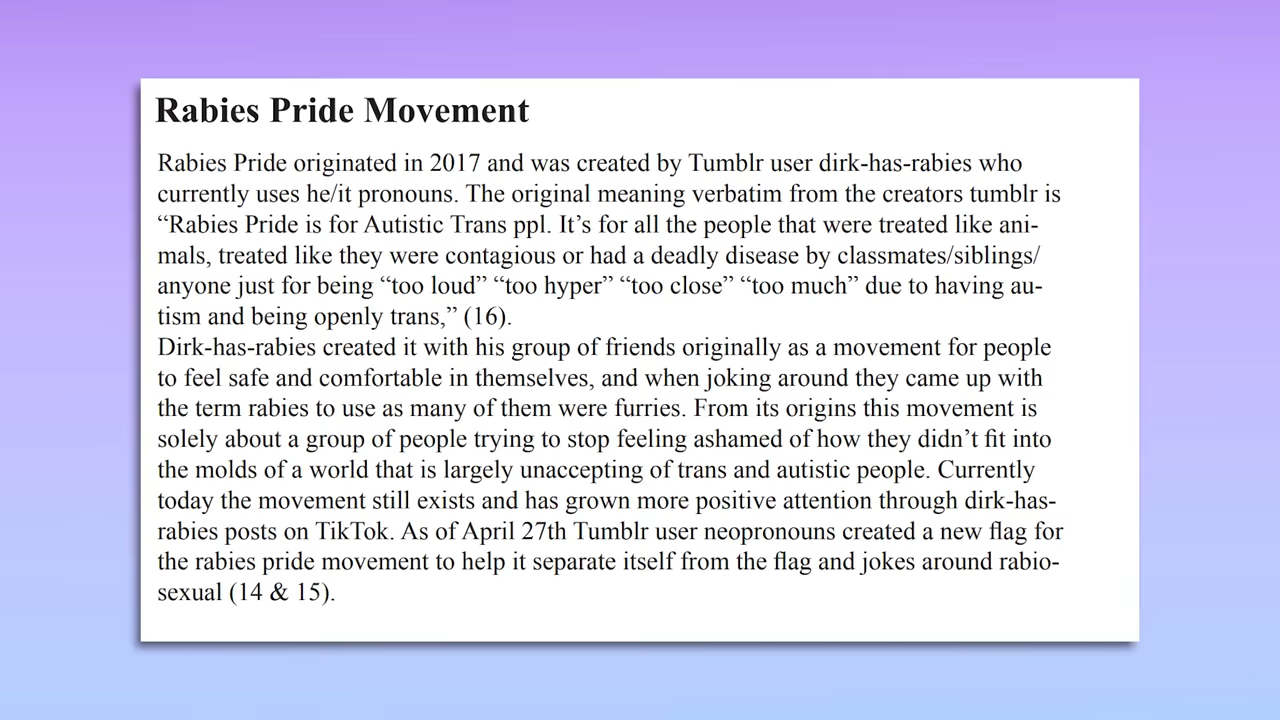 Rabies Pride Movement
Rabies Pride originated in 2017 and was created by Tumblr user dirk-has-rabies who
currently uses he/it pronouns. The original meaning verbatim from the creators tumblr is
“Rabies Pride is for Autistic Trans ppl. It’s for all the people that were treated like ani-
mals, treated like they were contagious or had a deadly disease by classmates/siblings/
anyone just for being “too loud” “too hyper” “too close” “too much” due to having au-
tism and being openly trans,” (16).
Dirk-has-rabies created it with his group of friends originally as a movement for people
to feel safe and comfortable in themselves, and when joking around they came up with
the term rabies to use as many of them were furries. From its origins this movement is
solely about a group of people trying to stop feeling ashamed of how they didn’t fit into
the molds of a world that is largely unaccepting of trans and autistic people. Currently
today the movement still exists and has grown more positive attention through dirk-has-
rabies posts on TikTok. As of April 27th Tumblr user neopronouns created a new flag for
the rabies pride movement to help it separate itself from the flag and jokes around rabio-
sexual (14 & 15).